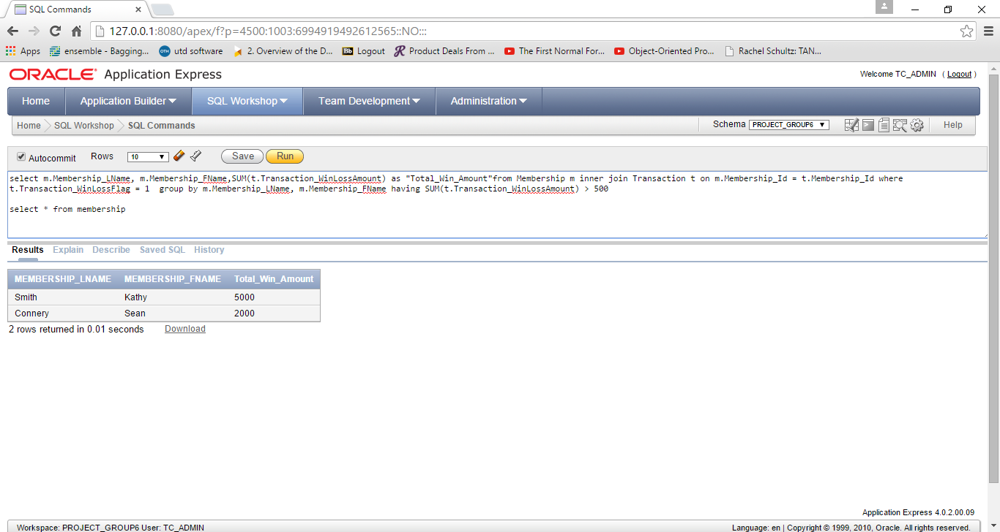 SQL Commands
127.0.0.1:8080/apex/f?p=4500:1003:6994919492612565::NO:::
Apps ensemble - Bagging... OTN utd software 2. Overview of the D... Bb Logout R Product Deals From ... The First Normal For... Object-Oriented Pro... Rachel Schultz: TAN...
ORACLE® Application Express
Welcome TC_ADMIN ( Logout )
Home Application Builder SQL Workshop Team Development Administration
Home SQL Workshop SQL Commands Schema PROJECT_GROUP6 Help
Autocommit Rows 10 Save Run
select m.Membership_LName, m.Membership_FName,SUM(t.Transaction_WinLossAmount) as "Total_Win_Amount"from Membership m inner join Transaction t on m.Membership_Id = t.Membership_Id where
t.Transaction_WinLossFlag = 1  group by m.Membership_LName, m.Membership_FName having SUM(t.Transaction_WinLossAmount) > 500
select * from membership
Results Explain Describe Saved SQL History
MEMBERSHIP_LNAME MEMBERSHIP_FNAME Total_Win_Amount
Smith Kathy 5000
Connery Sean 2000
2 rows returned in 0.01 seconds Download
Application Express 4.0.2.00.09
Workspace: PROJECT_GROUP6 User: TC_ADMIN Language: en | Copyright © 1999, 2010, Oracle. All rights reserved.